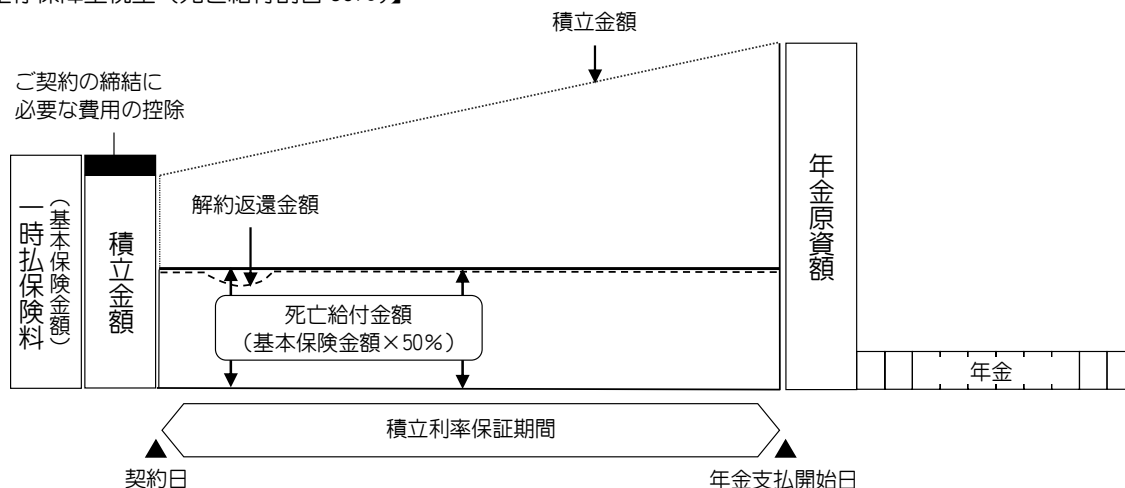 積立金額
ご契約の締結に
必要な費用の控除
一時払保険料
（基本保険金額）
積立金額
解約返還金額
死亡給付金額
（基本保険金額×50％）
年金原資額
年金
積立利率保証期間
契約日
年金支払開始日